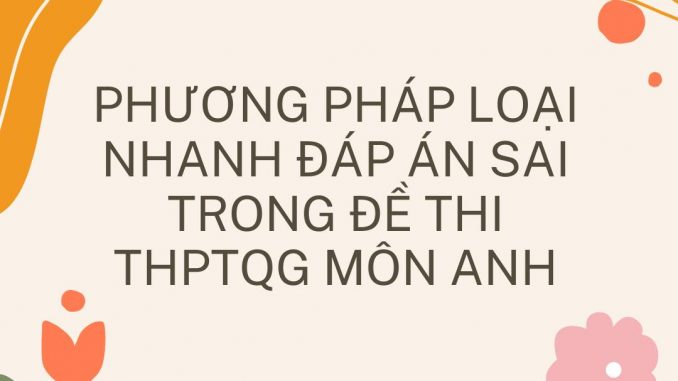 PHƯƠNG PHÁP LOẠI
NHANH ĐÁP ÁN SAI
TRONG ĐỀ THI
THPTQG MÔN ANH